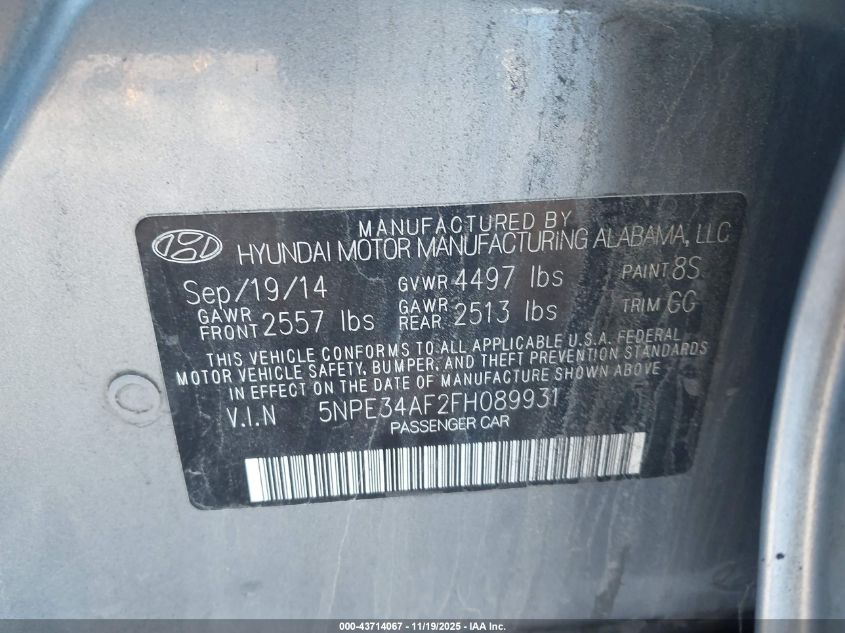 MANUFACTURED BY
HYUNDAI MOTOR MANUFACTURING ALABAMA, LLC
Sep/19/14 GVWR 4497 lbs PAINT 8S
GAWR FRONT 2557 lbs GAWR REAR 2513 lbs TRIM GG
THIS VEHICLE CONFORMS TO ALL APPLICABLE U.S.A. FEDERAL
MOTOR VEHICLE SAFETY, BUMPER, AND THEFT PREVENTION STANDARDS
IN EFFECT ON THE DATE OF MANUFACTURE SHOWN ABOVE
V.I.N 5NPE34AF2FH089931
PASSENGER CAR
000-43714067 - 11/19/2025 - IAA Inc.